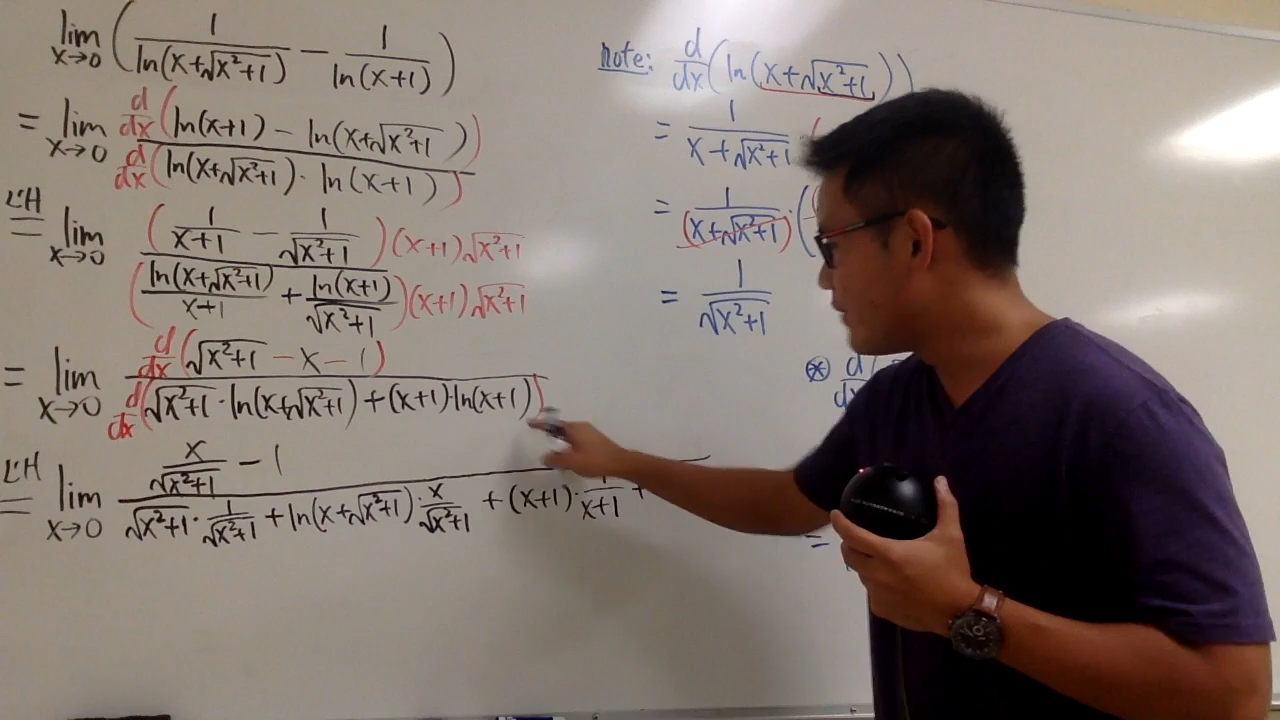 lim x→0 ( 1/ln(x+√x²+1) − 1/ln(x+1) )
= lim x→0 d/dx( ln(x+1) − ln(x+√x²+1) ) / d/dx( ln(x+√x²+1) · ln(x+1) )
L'H = lim x→0 ( 1/x+1 − 1/√x²+1 )(x+1)√x²+1 / ( ln(x+√x²+1)/x+1 + ln(x+1)/√x²+1 )(x+1)√x²+1
= lim x→0 d/dx( √x²+1 − x − 1 ) / d/dx( √x²+1 · ln(x+√x²+1) + (x+1)·ln(x+1) )
L'H = lim x→0 x/√x²+1 − 1 / √x²+1 · 1/√x²+1 + ln(x+√x²+1) · x/√x²+1 + (x+1) · 1/x+1 +
note: d/dx( ln(x+√x²+1) )
= 1/x+√x²+1 · (
= 1/(x+√x²+1) · (
= 1/√x²+1
⊛ d/dx
=